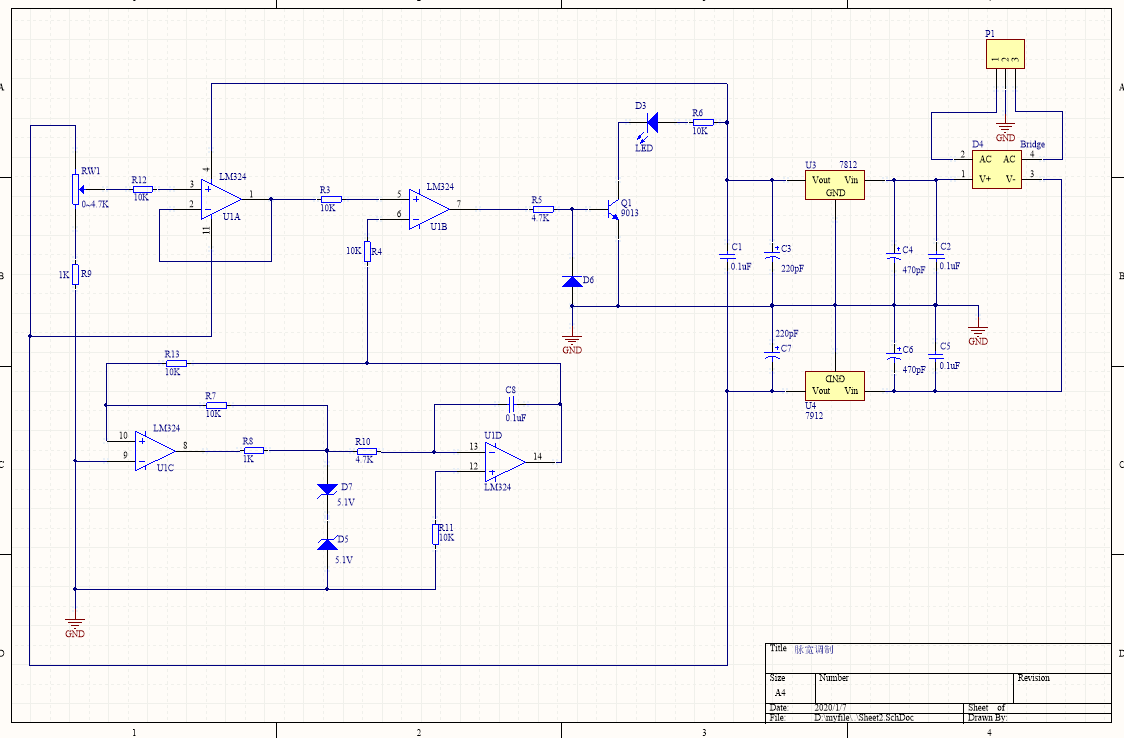 A
B
C
D
A
B
C
D
1
2
3
4
P1
1
2
3
GND
D4
Bridge
2
AC
AC
4
1
V+
V-
3
D3
LED
R6
10K
U3
7812
Vout
Vin
GND
RW1
0~4.7K
R12
10K
3
2
4
11
LM324
U1A
1
R3
10K
LM324
5
6
7
U1B
R5
4.7K
Q1
9013
10K
R4
1K
R9
D6
GND
C1
0.1uF
C3
220pF
C4
470pF
C2
0.1uF
GND
220pF
C7
C6
470pF
C5
0.1uF
GND
Vout
Vin
U4
7912
R13
10K
R7
10K
C8
0.1uF
LM324
10
9
8
U1C
R8
1K
R10
4.7K
U1D
13
12
14
LM324
D7
5.1V
D5
5.1V
R11
10K
GND
Title
脉宽调制
Size
Number
Revision
A4
Date:
2020/1/7
Sheet of
File:
D:\myfile\..\Sheet2.SchDoc
Drawn By: